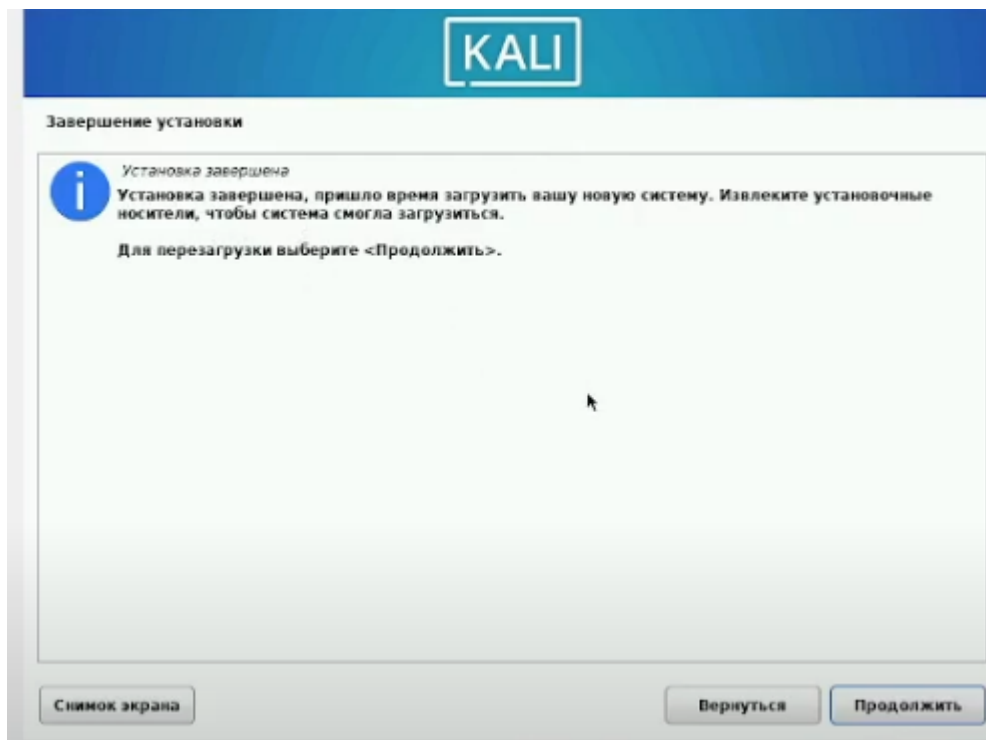 KALI
Завершение установки
Установка завершена
Установка завершена, пришло время загрузить вашу новую систему. Извлеките установочные
носители, чтобы система смогла загрузиться.
Для перезагрузки выберите <Продолжить>.
Снимок экрана
Вернуться
Продолжить